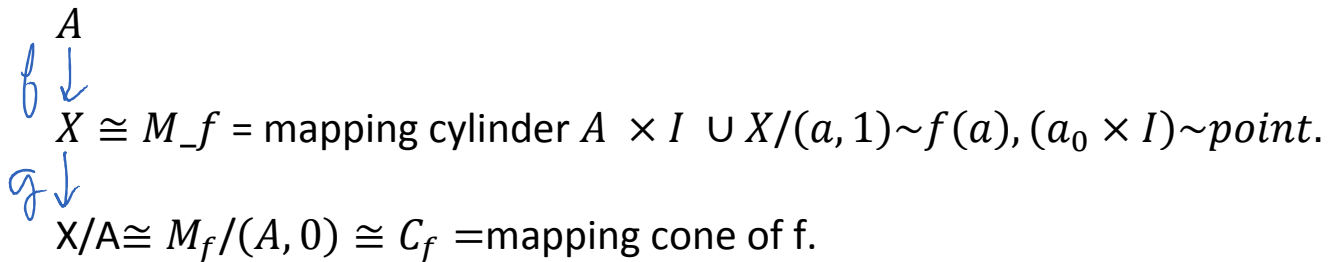 A
f ↓
X ≅ M_f = mapping cylinder A × I ∪ X/(a, 1)~f(a), (a₀ × I)~point.
g ↓
X/A≅ M_f/(A, 0) ≅ C_f =mapping cone of f.